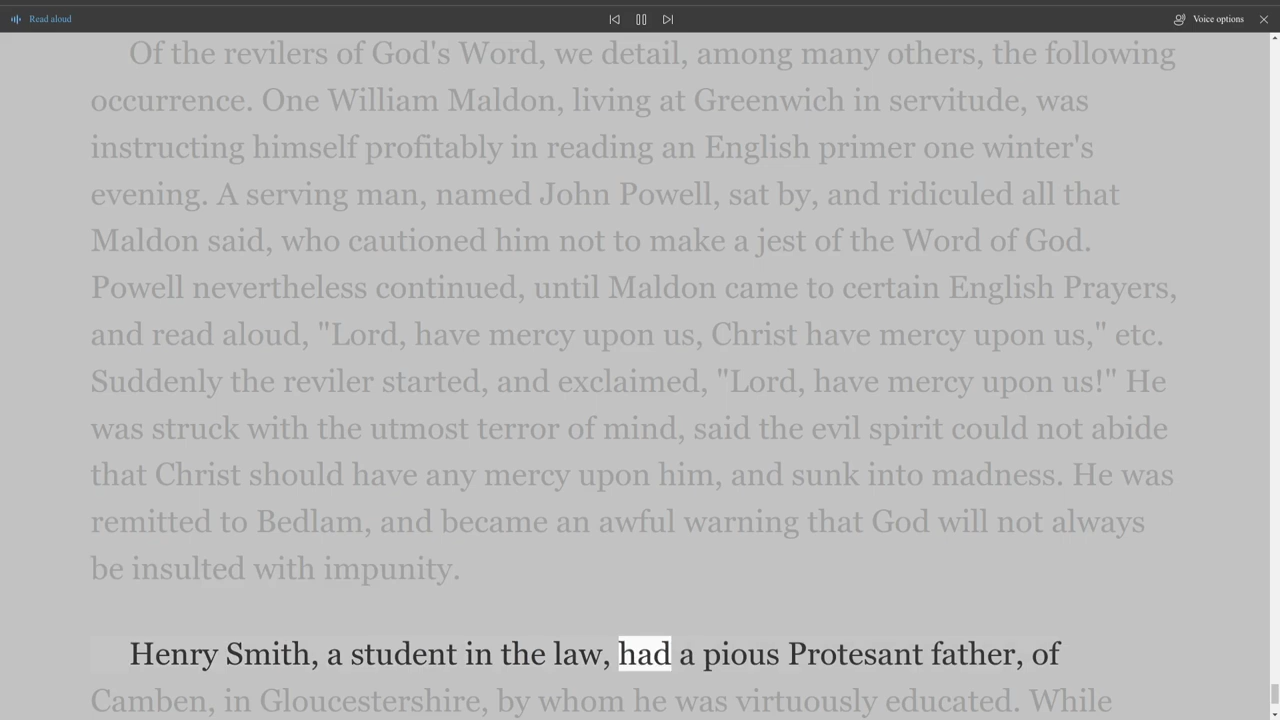 Read aloud
Voice options
Of the revilers of God's Word, we detail, among many others, the following
occurrence. One William Maldon, living at Greenwich in servitude, was
instructing himself profitably in reading an English primer one winter's
evening. A serving man, named John Powell, sat by, and ridiculed all that
Maldon said, who cautioned him not to make a jest of the Word of God.
Powell nevertheless continued, until Maldon came to certain English Prayers,
and read aloud, "Lord, have mercy upon us, Christ have mercy upon us," etc.
Suddenly the reviler started, and exclaimed, "Lord, have mercy upon us!" He
was struck with the utmost terror of mind, said the evil spirit could not abide
that Christ should have any mercy upon him, and sunk into madness. He was
remitted to Bedlam, and became an awful warning that God will not always
be insulted with impunity.
Henry Smith, a student in the law, had a pious Protesant father, of
Camben, in Gloucestershire, by whom he was virtuously educated. While